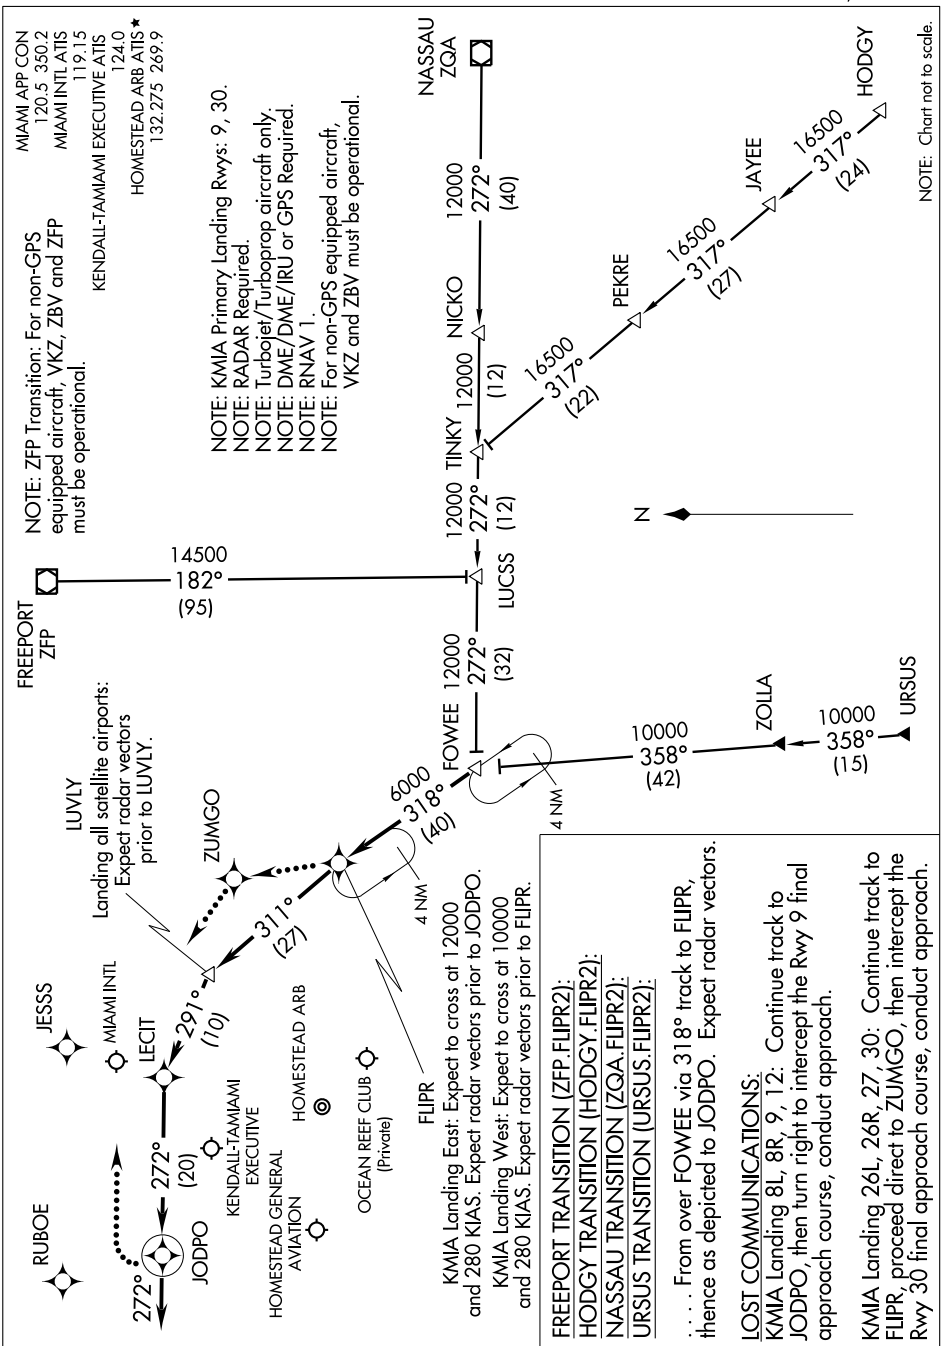 MIAMI APP CON
120.5 350.2
MIAMI INTL ATIS
119.15
KENDALL-TAMIAMI EXECUTIVE ATIS
124.0
HOMESTEAD ARB ATIS ★
132.275 269.9
NOTE: ZFP Transition: For non-GPS
equipped aircraft, VKZ, ZBV and ZFP
must be operational.
NOTE: KMIA Primary Landing Rwys: 9, 30.
NOTE: RADAR Required.
NOTE: Turbojet/Turboprop aircraft only.
NOTE: DME/DME/IRU or GPS Required.
NOTE: RNAV 1.
NOTE: For non-GPS equipped aircraft,
VKZ and ZBV must be operational.
FREEPORT
ZFP
14500
182°
(95)
NASSAU
ZQA
12000
272°
(40)
NICKO
12000
(12)
TINKY
12000
272°
(12)
LUCSS
12000
272°
(32)
FOWEE
HODGY
16500
317°
(24)
JAYEE
16500
317°
(27)
PEKRE
16500
317°
(22)
N
URSUS
10000
358°
(15)
ZOLLA
10000
358°
(42)
4 NM
6000
318°
(40)
4 NM
FLIPR
ZUMGO
311°
(27)
LUVLY
Landing all satellite airports:
Expect radar vectors
prior to LUVLY.
291°
(10)
LECIT
272°
(20)
JODPO
272°
RUBOE
JESSS
MIAMI INTL
KENDALL-TAMIAMI
EXECUTIVE
HOMESTEAD GENERAL
AVIATION
HOMESTEAD ARB
OCEAN REEF CLUB
(Private)
KMIA Landing East: Expect to cross at 12000
and 280 KIAS. Expect radar vectors prior to JODPO.
KMIA Landing West: Expect to cross at 10000
and 280 KIAS. Expect radar vectors prior to FLIPR.
FREEPORT TRANSITION (ZFP.FLIPR2):
HODGY TRANSITION (HODGY.FLIPR2):
NASSAU TRANSITION (ZQA.FLIPR2):
URSUS TRANSITION (URSUS.FLIPR2):
. . . . From over FOWEE via 318° track to FLIPR,
thence as depicted to JODPO. Expect radar vectors.
LOST COMMUNICATIONS:
KMIA Landing 8L, 8R, 9, 12: Continue track to
JODPO, then turn right to intercept the Rwy 9 final
approach course, conduct approach.
KMIA Landing 26L, 26R, 27, 30: Continue track to
FLIPR, proceed direct to ZUMGO, then intercept the
Rwy 30 final approach course, conduct approach.
NOTE: Chart not to scale.